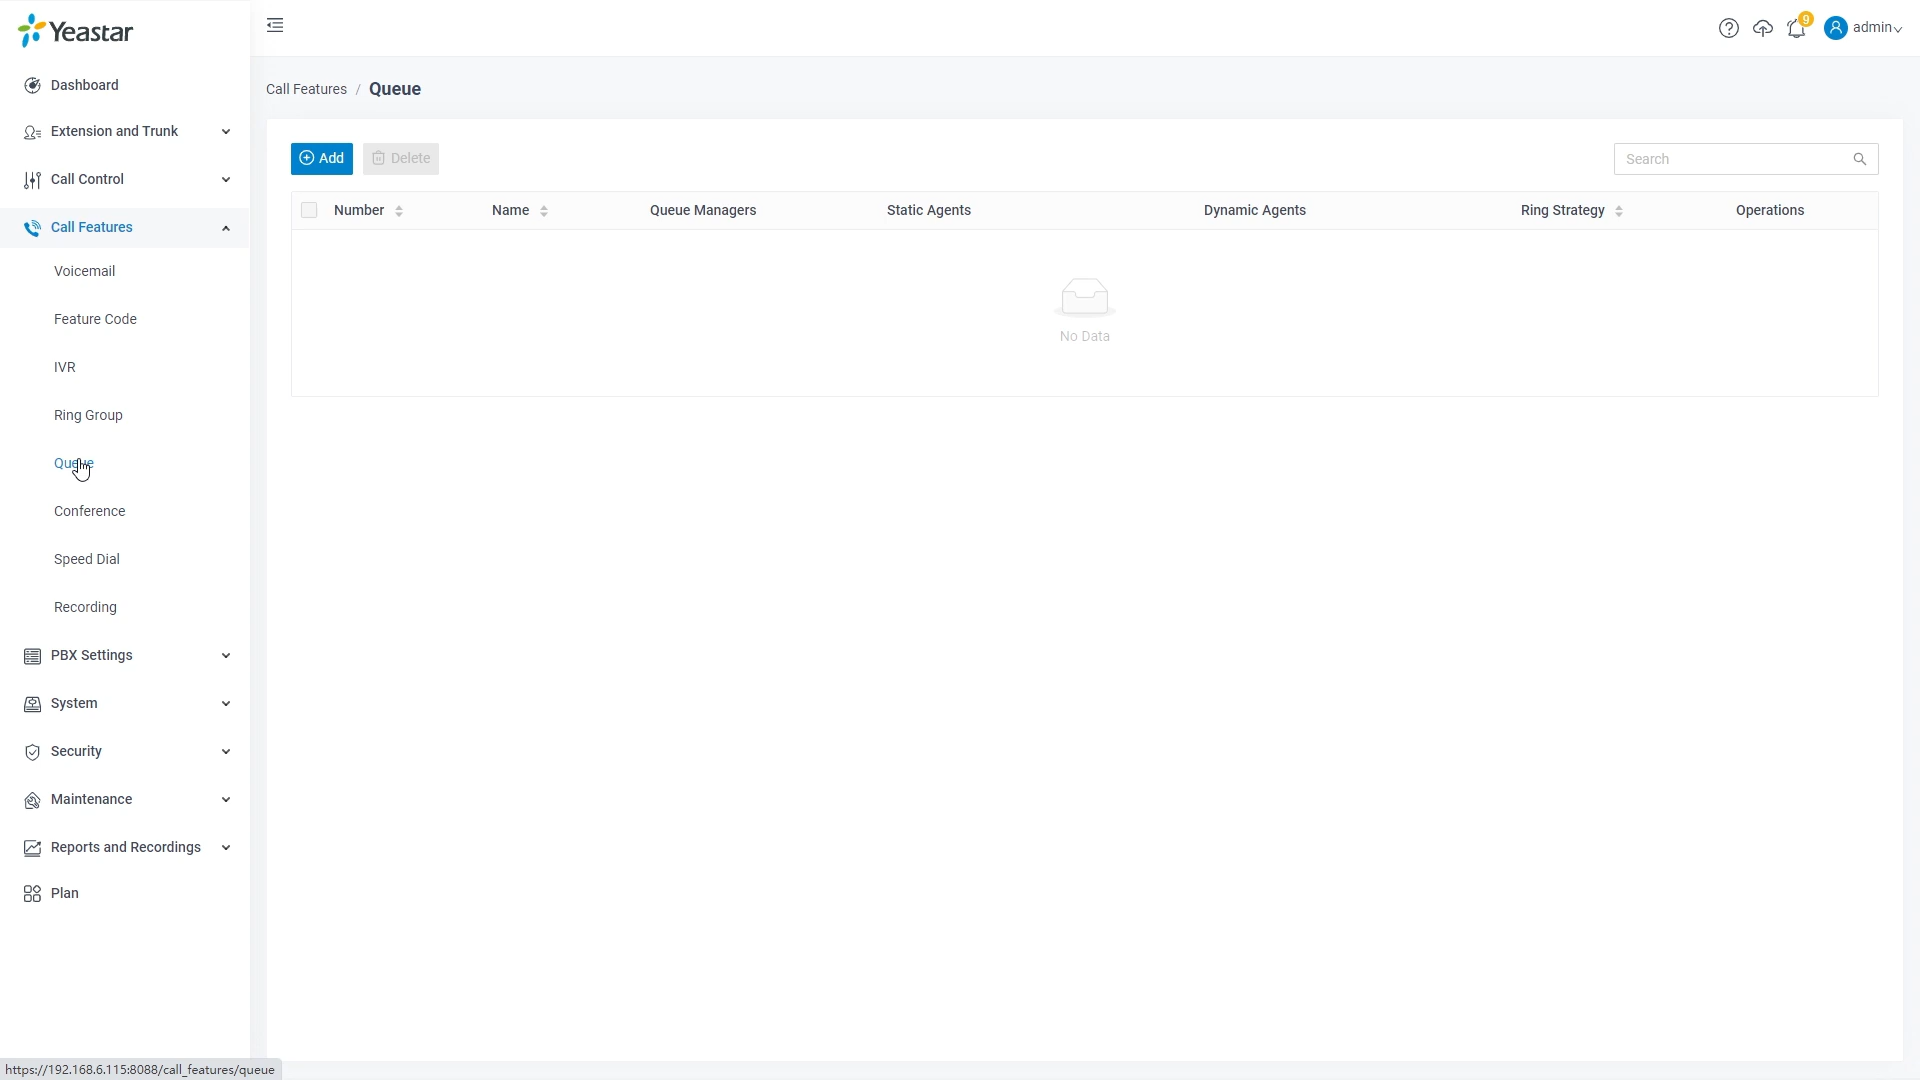 Yeastar
9
admin
Dashboard
Extension and Trunk
Call Control
Call Features
Voicemail
Feature Code
IVR
Ring Group
Queue
Conference
Speed Dial
Recording
PBX Settings
System
Security
Maintenance
Reports and Recordings
Plan
Call Features / Queue
Add Delete Search
Number Name Queue Managers Static Agents Dynamic Agents Ring Strategy Operations
No Data
https://192.168.6.115:8088/call_features/queue